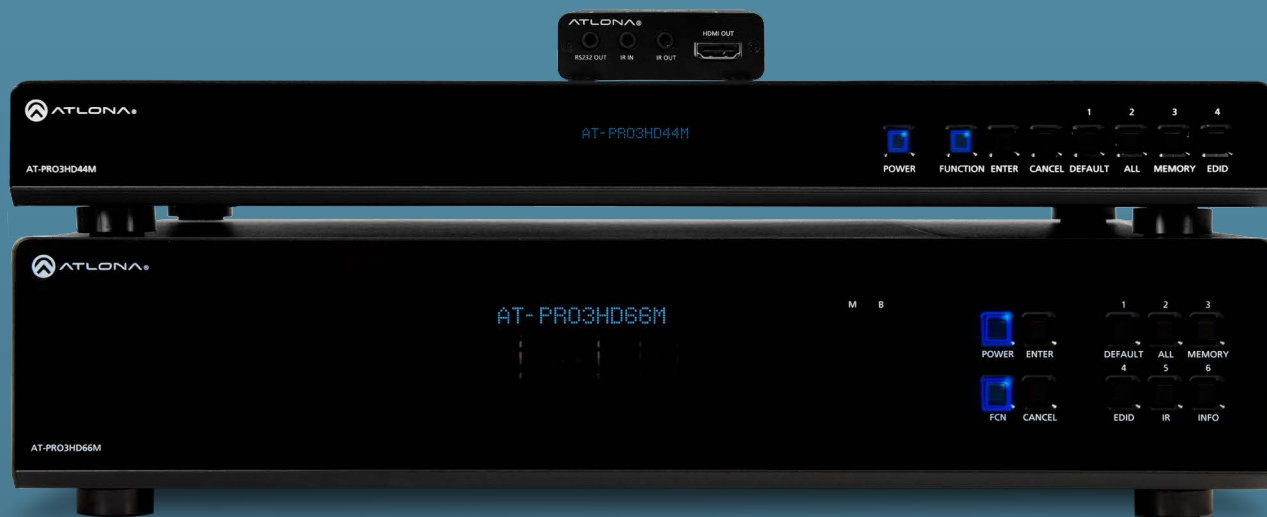 ATLONA®
HDMI OUT
RS232 OUT IR IN IR OUT
ATLONA®
AT-PRO3HD44M
1 2 3 4
POWER FUNCTION ENTER CANCEL DEFAULT ALL MEMORY EDID
AT-PRO3HD44M
ATLONA®
M B
AT-PRO3HD66M
1 2 3
POWER ENTER DEFAULT ALL MEMORY
4 5 6
FCN CANCEL EDID IR INFO
AT-PRO3HD66M